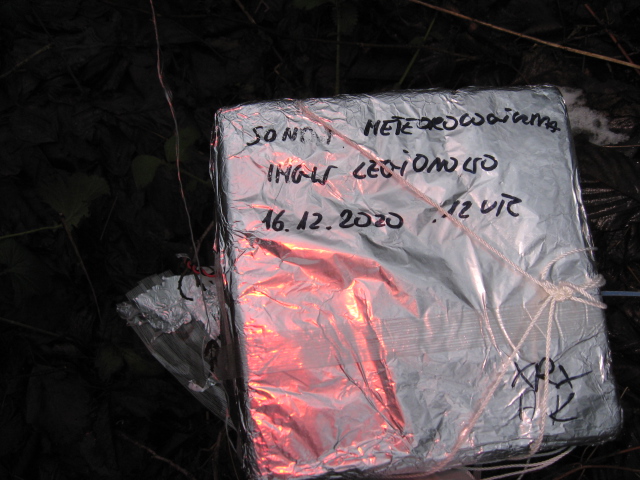 SONDA METEOROLOGICZNA
IMGW LEGIONOWO
16.12.2020 12 UTC